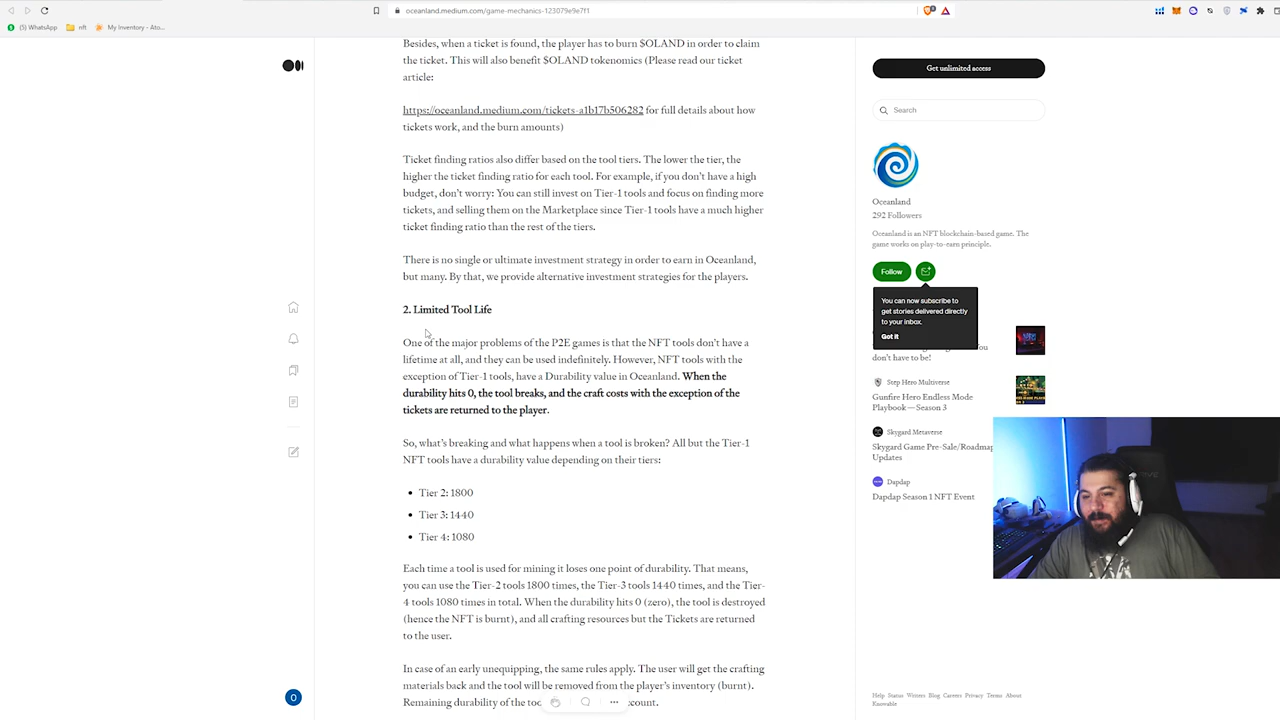 oceanland.medium.com/game-mechanics-123079e9e7f1
WhatsApp
nft
My Inventory - Ato...
Besides, when a ticket is found, the player has to burn $OLAND in order to claim
the ticket. This will also benefit $OLAND tokenomics (Please read our ticket
article:
https://oceanland.medium.com/tickets-a1b17b506282 for full details about how
tickets work, and the burn amounts)
Ticket finding ratios also differ based on the tool tiers. The lower the tier, the
higher the ticket finding ratio for each tool. For example, if you don't have a high
budget, don't worry: You can still invest on Tier-1 tools and focus on finding more
tickets, and selling them on the Marketplace since Tier-1 tools have a much higher
ticket finding ratio than the rest of the tiers.
There is no single or ultimate investment strategy in order to earn in Oceanland,
but many. By that, we provide alternative investment strategies for the players.
2. Limited Tool Life
One of the major problems of the P2E games is that the NFT tools don't have a
lifetime at all, and they can be used indefinitely. However, NFT tools with the
exception of Tier-1 tools, have a Durability value in Oceanland. When the
durability hits 0, the tool breaks, and the craft costs with the exception of the
tickets are returned to the player.
So, what's breaking and what happens when a tool is broken? All but the Tier-1
NFT tools have a durability value depending on their tiers:
• Tier 2: 1800
• Tier 3: 1440
• Tier 4: 1080
Each time a tool is used for mining it loses one point of durability. That means,
you can use the Tier-2 tools 1800 times, the Tier-3 tools 1440 times, and the Tier-
4 tools 1080 times in total. When the durability hits 0 (zero), the tool is destroyed
(hence the NFT is burnt), and all crafting resources but the Tickets are returned
to the user.
In case of an early unequipping, the same rules apply. The user will get the crafting
materials back and the tool will be removed from the player's inventory (burnt).
Remaining durability of the too
count.
O
Get unlimited access
Search
Oceanland
292 Followers
Oceanland is an NFT blockchain-based game. The
game works on play-to-earn principle.
Follow
You can now subscribe to
get stories delivered directly
to your inbox.
Got it
you
don't have to be!
Step Hero Multiverse
Gunfire Hero Endless Mode
Playbook — Season 3
Skygard Metaverse
Skygard Game Pre-Sale/Roadmap
Updates
Dapdap
Dapdap Season 1 NFT Event
Help Status Writers Blog Careers Privacy Terms About
Knowable